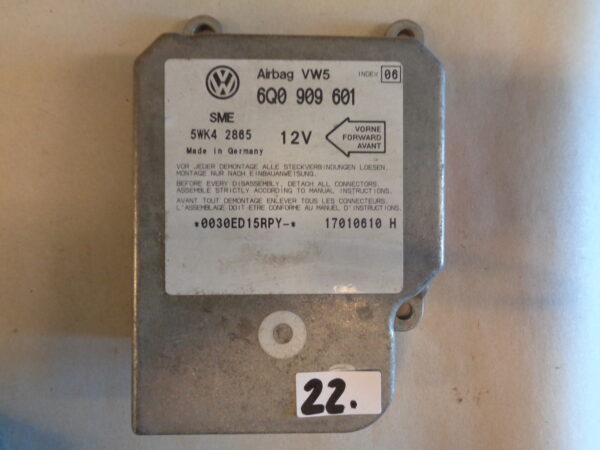 Airbag VW5 INDEX 06
6Q0 909 601
SME
5WK4 2865 12V
Made in Germany
VORNE
FORWARD
AVANT
VOR JEDER DEMONTAGE ALLE STECKVERBINDUNGEN LOESEN,
MONTAGE NUR NACH EINBAUANWEISUNG.
BEFORE EVERY DISASSEMBLY, DETACH ALL CONNECTORS.
ASSEMBLE STRICTLY ACCORDING TO MANUAL INSTRUCTIONS.
AVANT TOUT DEMONTAGE ENLEVER TOUS LES CONNECTEURS.
L'ASSEMBLAGE DOIT ETRE CONFORME AU MANUEL D'INSTRUCTIONS.
*0030ED15RPY-* 17010610 H
22.